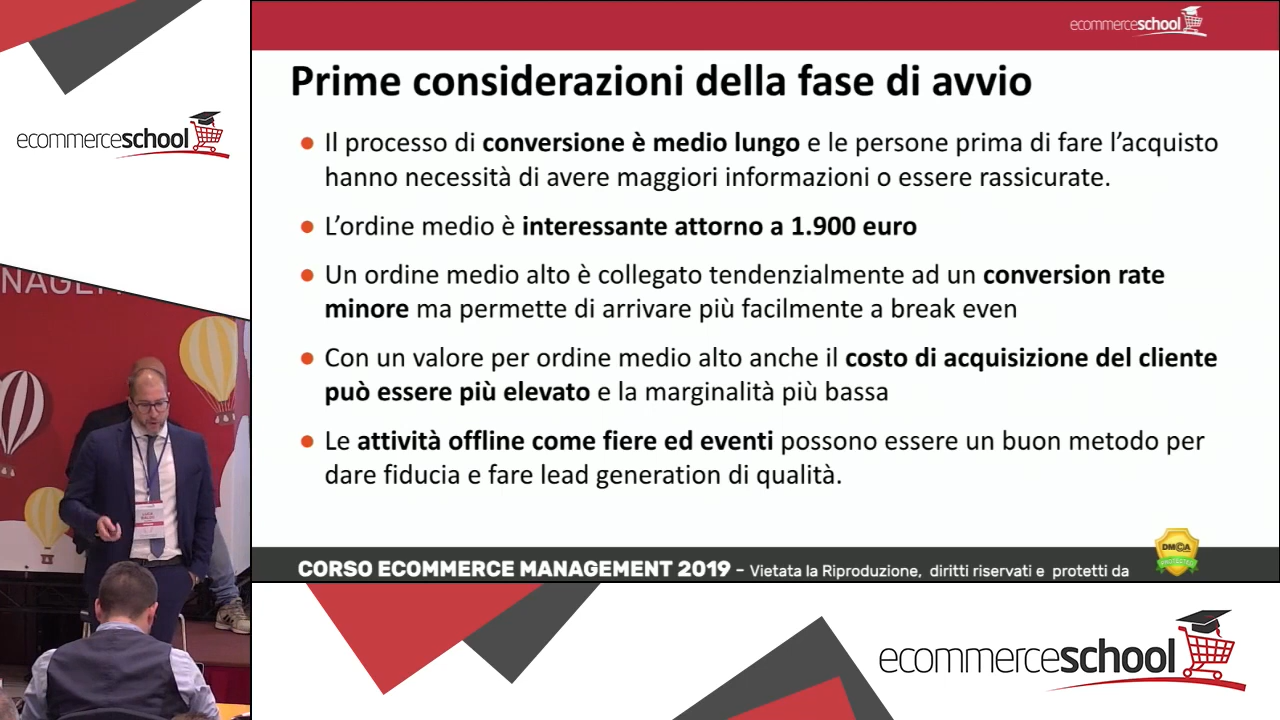 ecommerceschool
ecommerceschool
Prime considerazioni della fase di avvio
Il processo di conversione è medio lungo e le persone prima di fare l’acquisto
hanno necessità di avere maggiori informazioni o essere rassicurate.
L’ordine medio è interessante attorno a 1.900 euro
Un ordine medio alto è collegato tendenzialmente ad un conversion rate
minore ma permette di arrivare più facilmente a break even
Con un valore per ordine medio alto anche il costo di acquisizione del cliente
può essere più elevato e la marginalità più bassa
Le attività offline come fiere ed eventi possono essere un buon metodo per
dare fiducia e fare lead generation di qualità.
DMCA
PROTECTED
CORSO ECOMMERCE MANAGEMENT 2019 - Vietata la Riproduzione, diritti riservati e protetti da
ecommerceschool